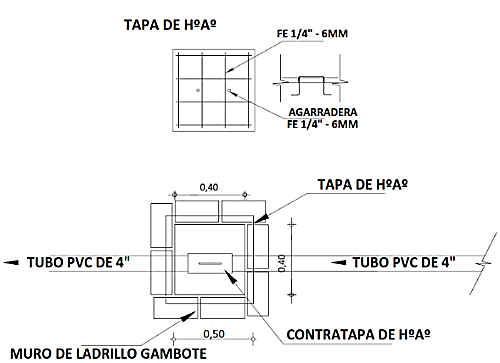 TAPA DE HºAº
FE 1/4" - 6MM
AGARRADERA
FE 1/4" - 6MM
0,40
TAPA DE HºAº
TUBO PVC DE 4"
0,40
TUBO PVC DE 4"
0,50
CONTRATAPA DE HºAº
MURO DE LADRILLO GAMBOTE